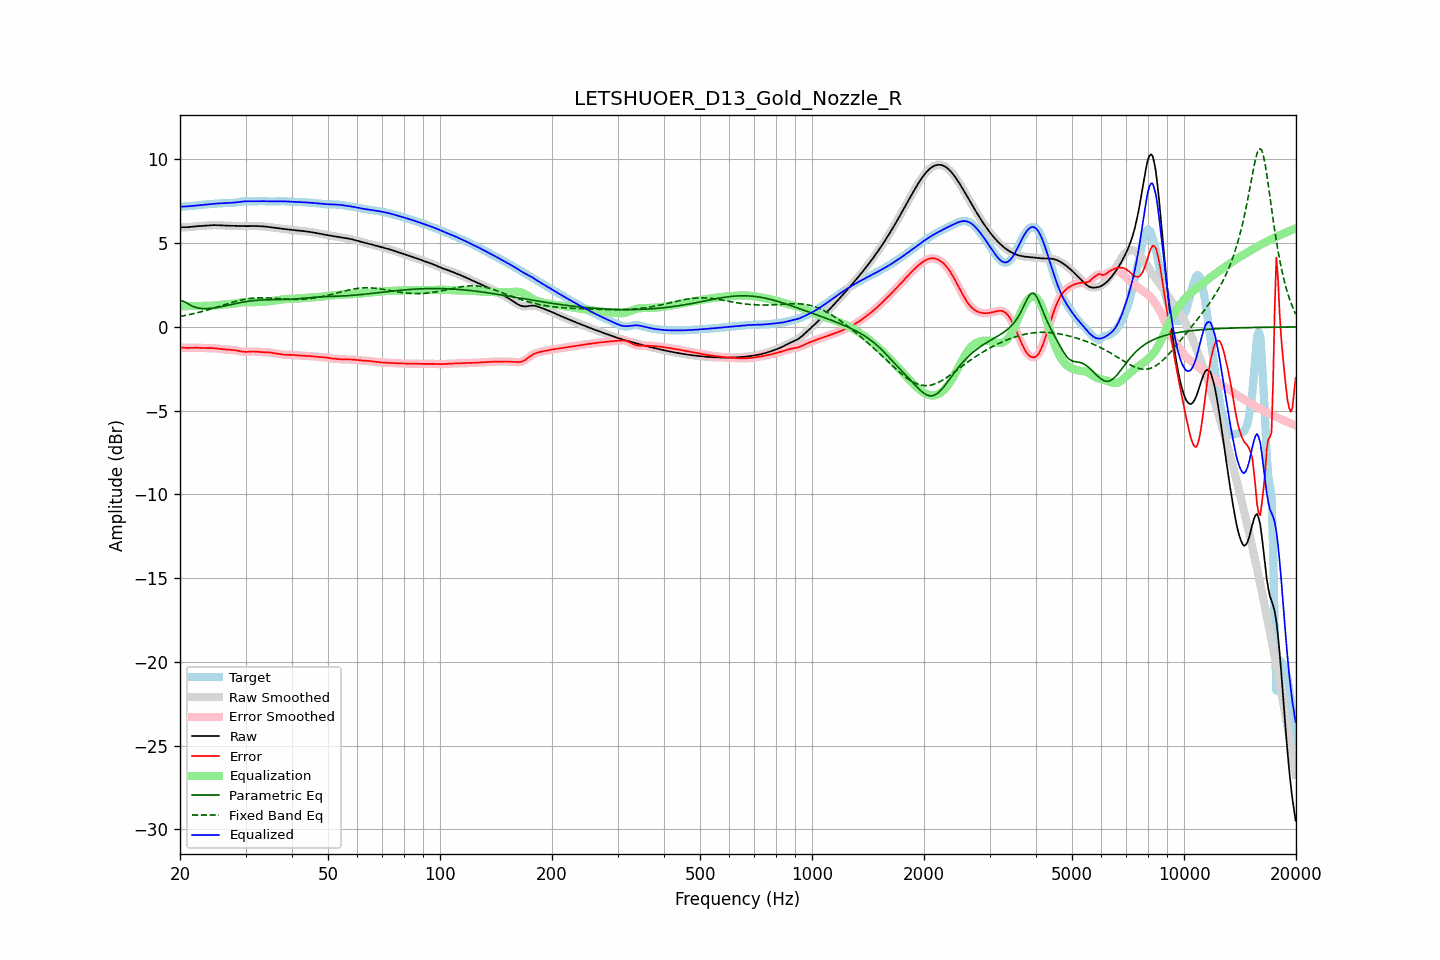 LETSHUOER_D13_Gold_Nozzle_R
Amplitude (dBr)
10
5
0
−5
−10
−15
−20
−25
−30
Target
Raw Smoothed
Error Smoothed
Raw
Error
Equalization
Parametric Eq
Fixed Band Eq
Equalized
20 50 100 200 500 1000 2000 5000 10000 20000
Frequency (Hz)